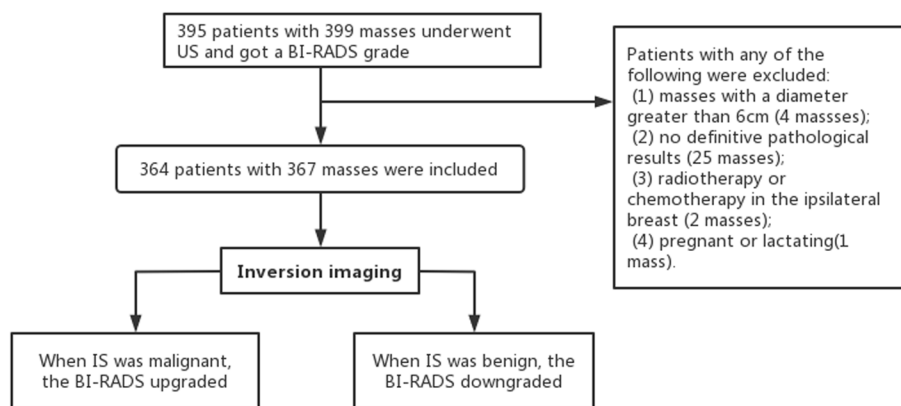 395 patients with 399 masses underwent
US and got a BI-RADS grade
Patients with any of the
following were excluded:
(1) masses with a diameter
greater than 6cm (4 massses);
(2) no definitive pathological
results (25 masses);
(3) radiotherapy or
chemotherapy in the ipsilateral
breast (2 masses);
(4) pregnant or lactating(1
mass).
364 patients with 367 masses were included
Inversion imaging
When IS was malignant,
the BI-RADS upgraded
When IS was benign, the
BI-RADS downgraded